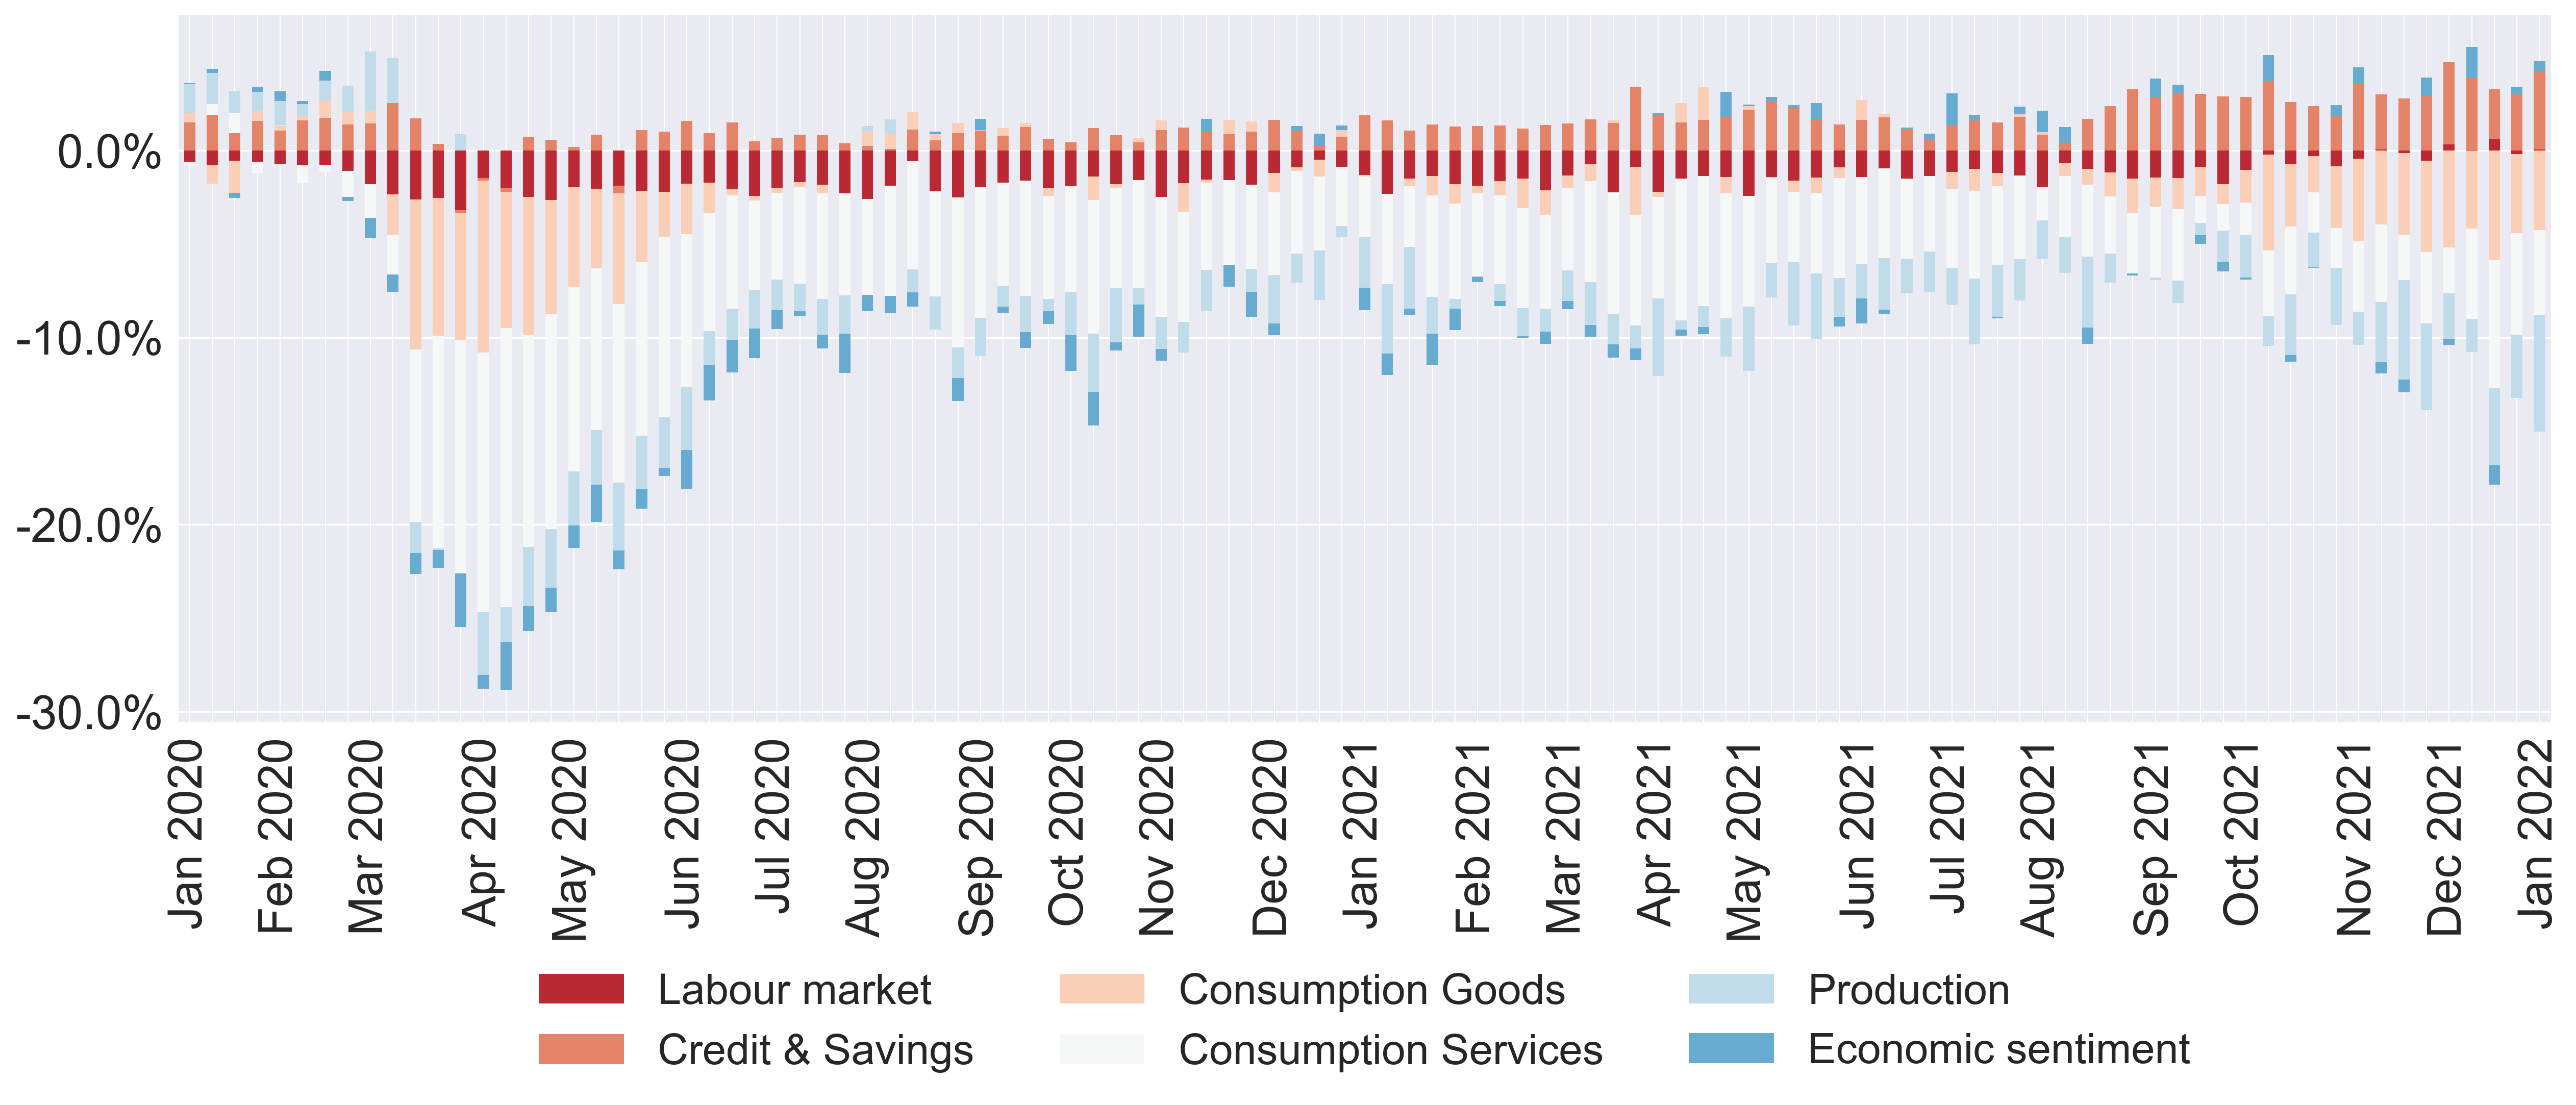 0.0%
-10.0%
-20.0%
-30.0%
Jan 2020
Feb 2020
Mar 2020
Apr 2020
May 2020
Jun 2020
Jul 2020
Aug 2020
Sep 2020
Oct 2020
Nov 2020
Dec 2020
Jan 2021
Feb 2021
Mar 2021
Apr 2021
May 2021
Jun 2021
Jul 2021
Aug 2021
Sep 2021
Oct 2021
Nov 2021
Dec 2021
Jan 2022
Labour market
Credit & Savings
Consumption Goods
Consumption Services
Production
Economic sentiment